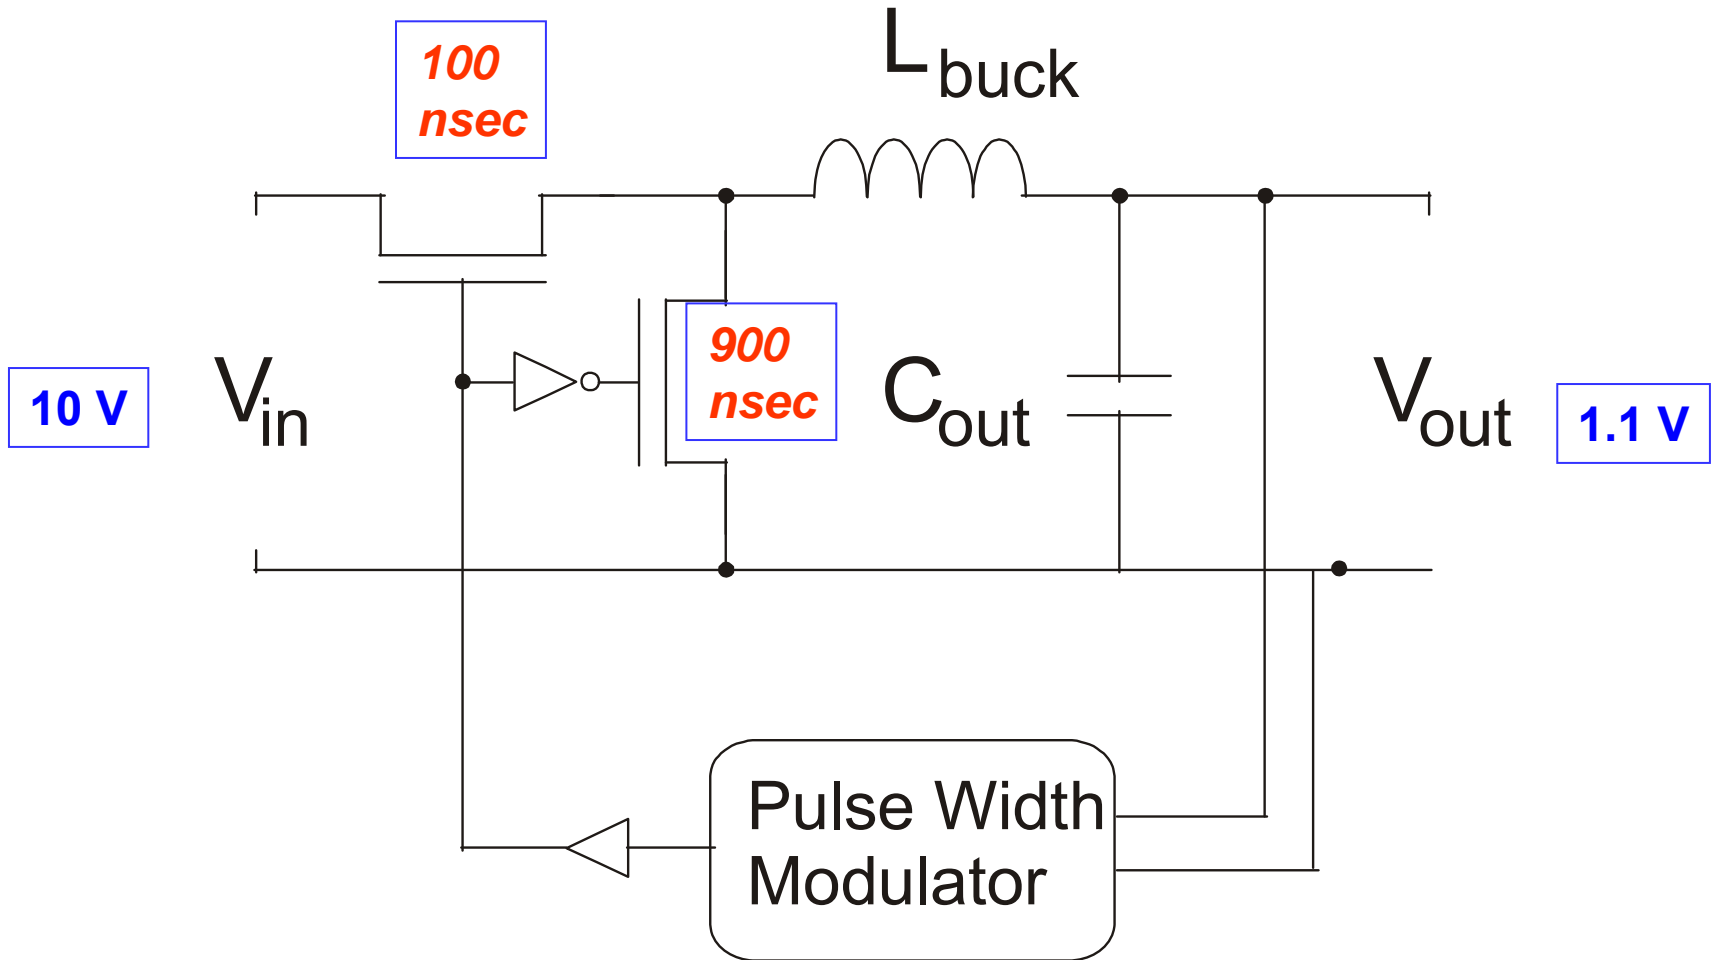 100
nsec
L buck
10 V
V in
900
nsec
C out
V out
1.1 V
Pulse Width
Modulator